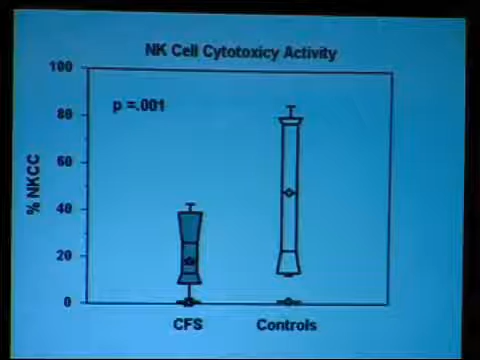 NK Cell Cytotoxicy Activity
100
80
60
40
20
0
% NKCC
p =.001
CFS
Controls